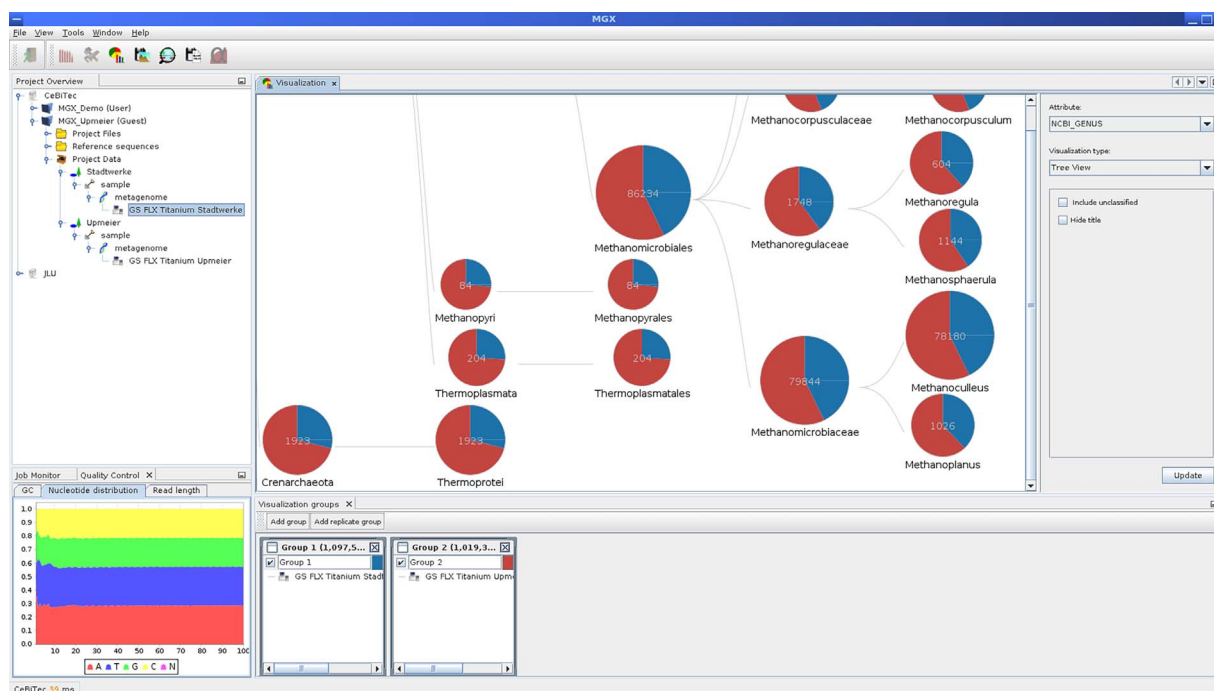 MGX
File View Tools Window Help
Project Overview
CeBiTec
MGX_Demo (User)
MGX_Upmeier (Guest)
Project Files
Reference sequences
Project Data
Stadtwerke
sample
metagenome
GS FLX Titanium Stadtwerke
Upmeier
sample
metagenome
GS FLX Titanium Upmeier
JLU
Visualization
Methanocorpusculaceae
Methanocorpusculum
86234
Methanomicrobiales
1748
Methanoregulaceae
604
Methanoregula
1144
Methanosphaerula
84
Methanopyri
84
Methanopyrales
204
Thermoplasmata
204
Thermoplasmatales
78180
Methanoculleus
79844
Methanomicrobiaceae
1026
Methanoplanus
1923
Crenarchaeota
1923
Thermoprotei
Attribute:
NCBI_GENUS
Visualization type:
Tree View
Include unclassified
Hide title
Update
Job Monitor Quality Control
GC Nucleotide distribution Read length
1.0
0.9
0.8
0.7
0.6
0.5
0.4
0.3
0.2
0.1
0.0
10 20 30 40 50 60 70 80 90 100
A T G C N
Visualization groups
Add group Add replicate group
Group 1 (1,097,5...
Group 1
GS FLX Titanium Stadt
Group 2 (1,019,3...
Group 2
GS FLX Titanium Upm
CeBiTec 39 ms